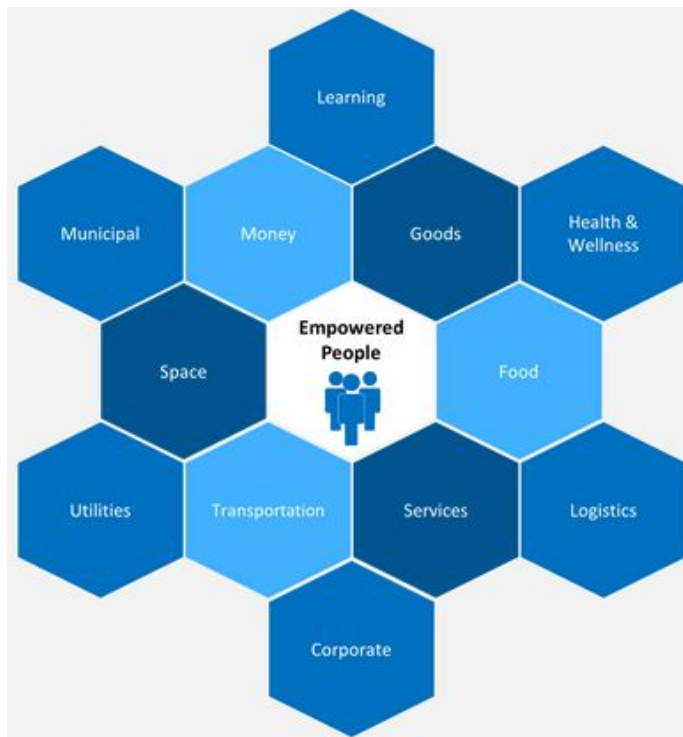 Learning
Municipal
Money
Goods
Health &
Wellness
Space
Empowered
People
Food
Utilities
Transportation
Services
Logistics
Corporate